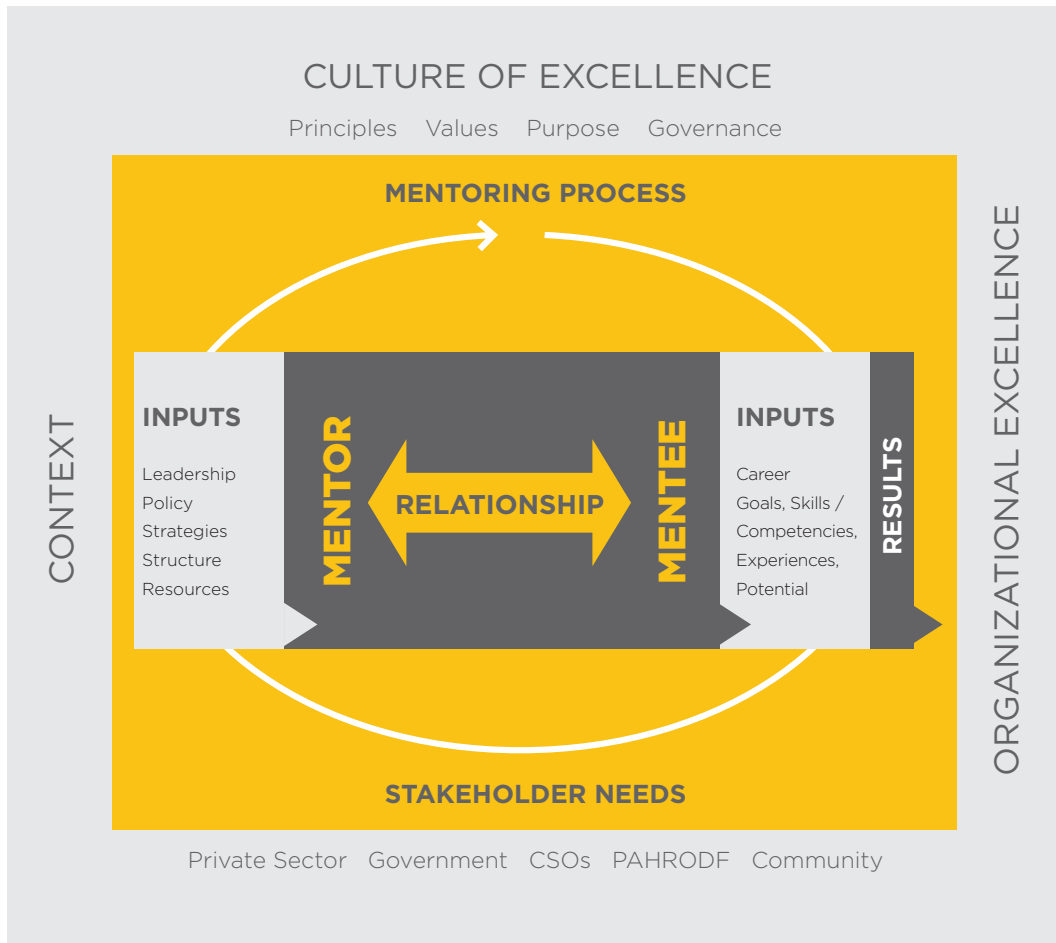 CULTURE OF EXCELLENCE
Principles Values Purpose Governance
MENTORING PROCESS
CONTEXT
INPUTS
Leadership
Policy
Strategies
Structure
Resources
MENTOR
RELATIONSHIP
MENTEE
INPUTS
Career
Goals, Skills /
Competencies,
Experiences,
Potential
RESULTS
ORGANIZATIONAL EXCELLENCE
STAKEHOLDER NEEDS
Private Sector Government CSOs PAHRODF Community